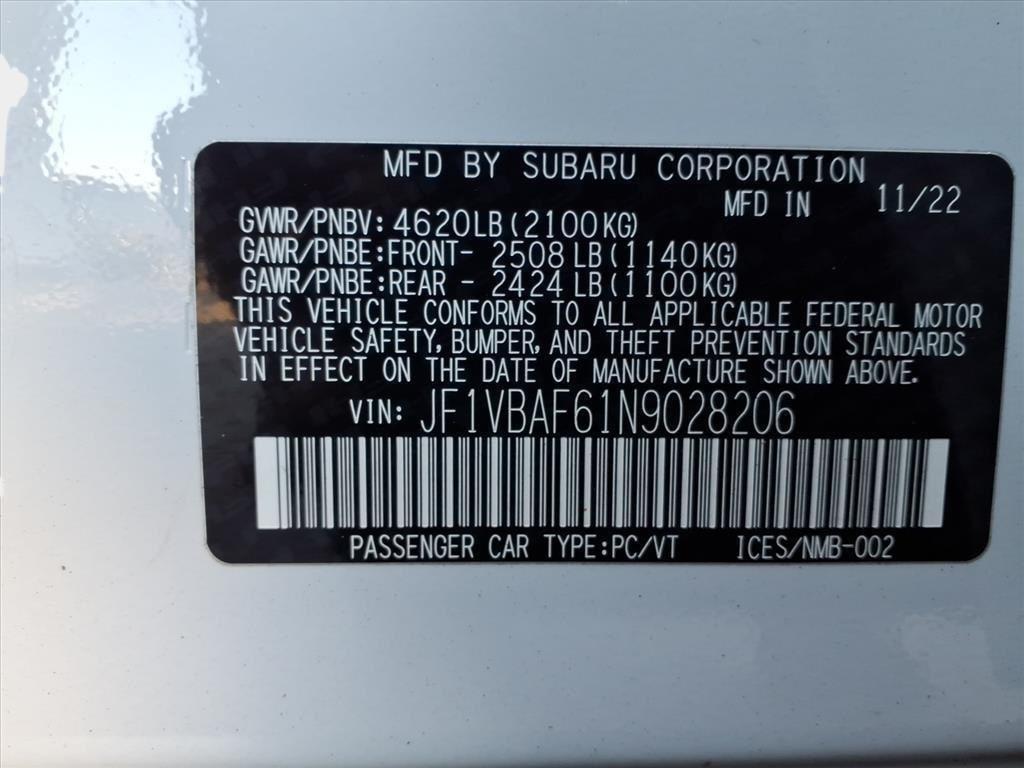 MFD BY SUBARU CORPORATION
MFD IN 11/22
GVWR/PNBV: 4620LB(2100KG)
GAWR/PNBE:FRONT- 2508LB(1140KG)
GAWR/PNBE:REAR - 2424LB(1100KG)
THIS VEHICLE CONFORMS TO ALL APPLICABLE FEDERAL MOTOR
VEHICLE SAFETY, BUMPER, AND THEFT PREVENTION STANDARDS
IN EFFECT ON THE DATE OF MANUFACTURE SHOWN ABOVE.
VIN: JF1VBAF61N9028206
PASSENGER CAR TYPE:PC/VT ICES/NMB-002